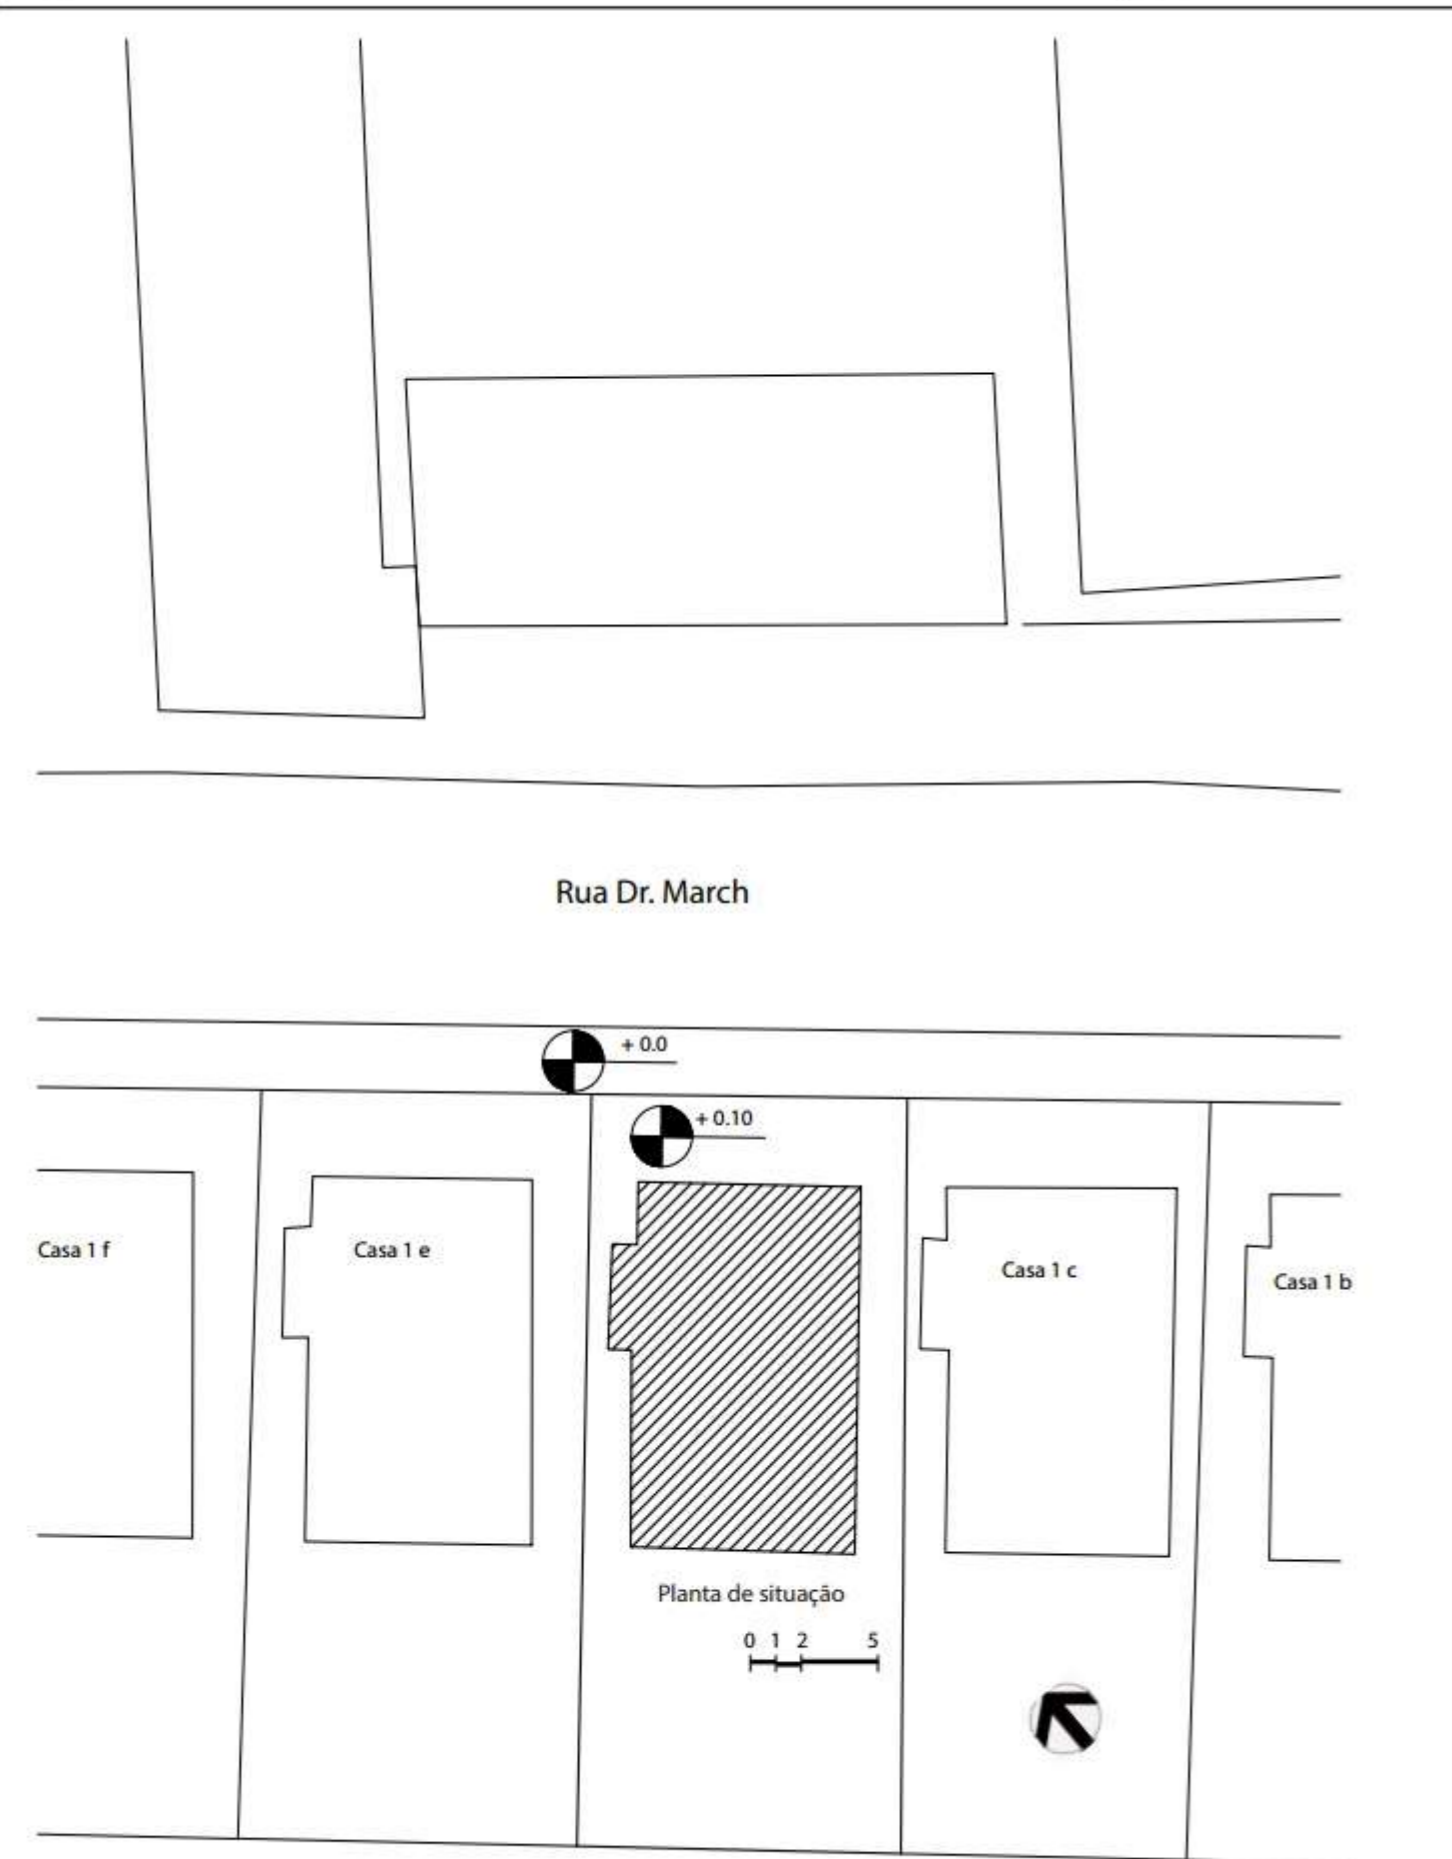 Rua Dr. March
+ 0.0
+ 0.10
Casa 1 f
Casa 1 e
Casa 1 c
Casa 1 b
Planta de situação
0 1 2 5